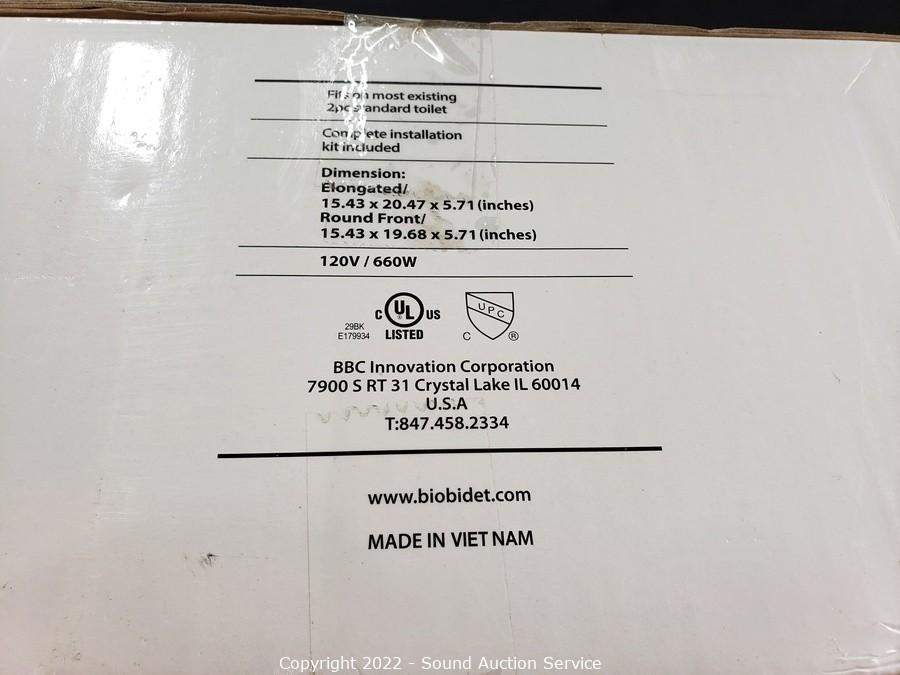 Fits on most existing
2pc standard toilet
Complete installation
kit included
Dimension:
Elongated/
15.43 x 20.47 x 5.71 (inches)
Round Front/
15.43 x 19.68 x 5.71 (inches)
120V / 660W
29BK
E179934
C UL US
®
LISTED
UPC
C ®
BBC Innovation Corporation
7900 S RT 31 Crystal Lake IL 60014
U.S.A
T:847.458.2334
www.biobidet.com
MADE IN VIET NAM
Copyright 2022 - Sound Auction Service